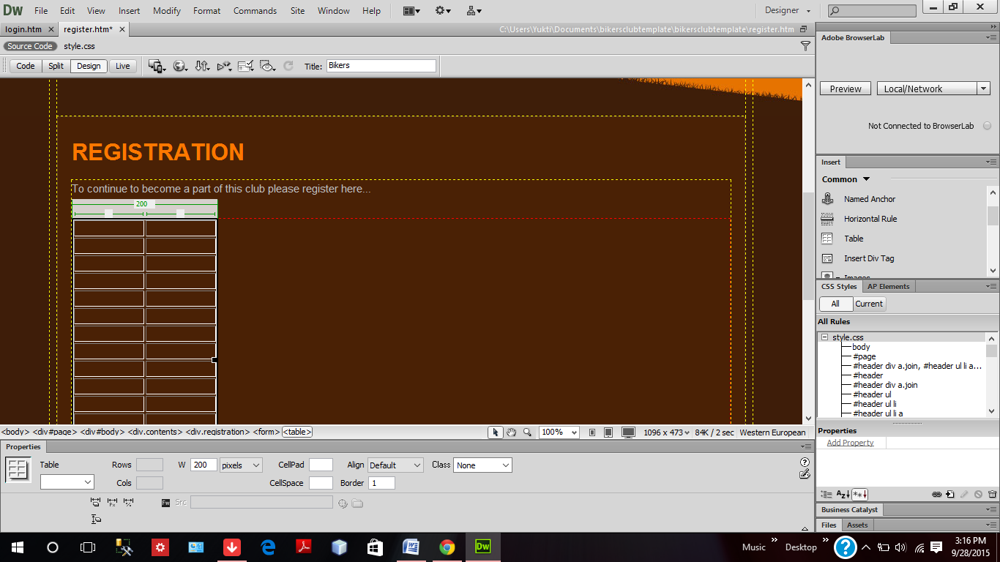 Dw File Edit View Insert Modify Format Commands Site Window Help Designer
login.htm register.htm* C:\Users\Yukti\Documents\bikersclubtemplate\bikersclubtemplate\register.htm
Source Code style.css
Code Split Design Live Title: Bikers
REGISTRATION
To continue to become a part of this club please register here...
200
<body> <div#page> <div#body> <div.contents> <div.registration> <form> <table> 100% 1096 x 473 84K / 2 sec Western European
Properties
Table Rows W 200 pixels CellPad Align Default Class None
Cols CellSpace Border 1
Fw Src
Adobe BrowserLab
Preview Local/Network
Not Connected to BrowserLab
Insert
Common
Named Anchor
Horizontal Rule
Table
Insert Div Tag
Images
CSS Styles AP Elements
All Current
All Rules
style.css
body
#page
#header div a.join, #header ul li a...
#header
#header div a.join
#header ul
#header ul li
#header ul li a
Properties
Add Property
Business Catalyst
Files Assets
Music Desktop 3:16 PM
9/28/2015